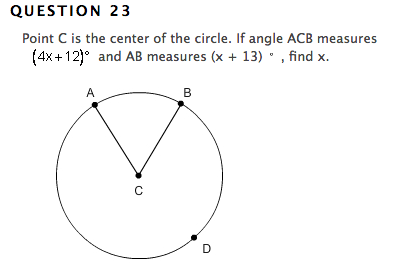 QUESTION 23
Point C is the center of the circle. If angle ACB measures
(4x+12)° and AB measures (x + 13) ° , find x.
A
B
C
D